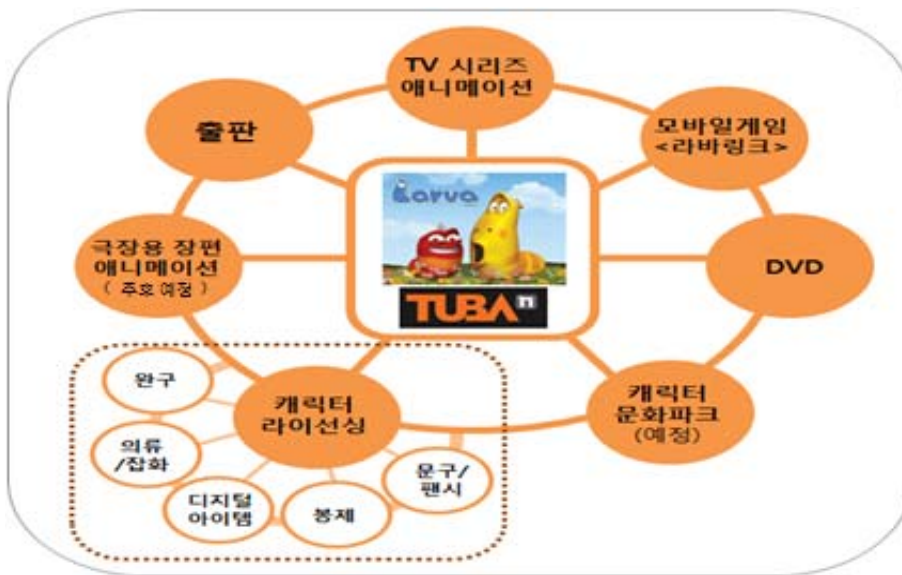 TV 시리즈
애니메이션
출판
모바일게임
<라바링크>
Larva
TUBAn
극장용 장편
애니메이션
( 추후 예정 )
DVD
캐릭터
라이선싱
캐릭터
문화파크
(예정)
완구
의류
/잡화
디지털
아이템
봉제
문구/
팬시